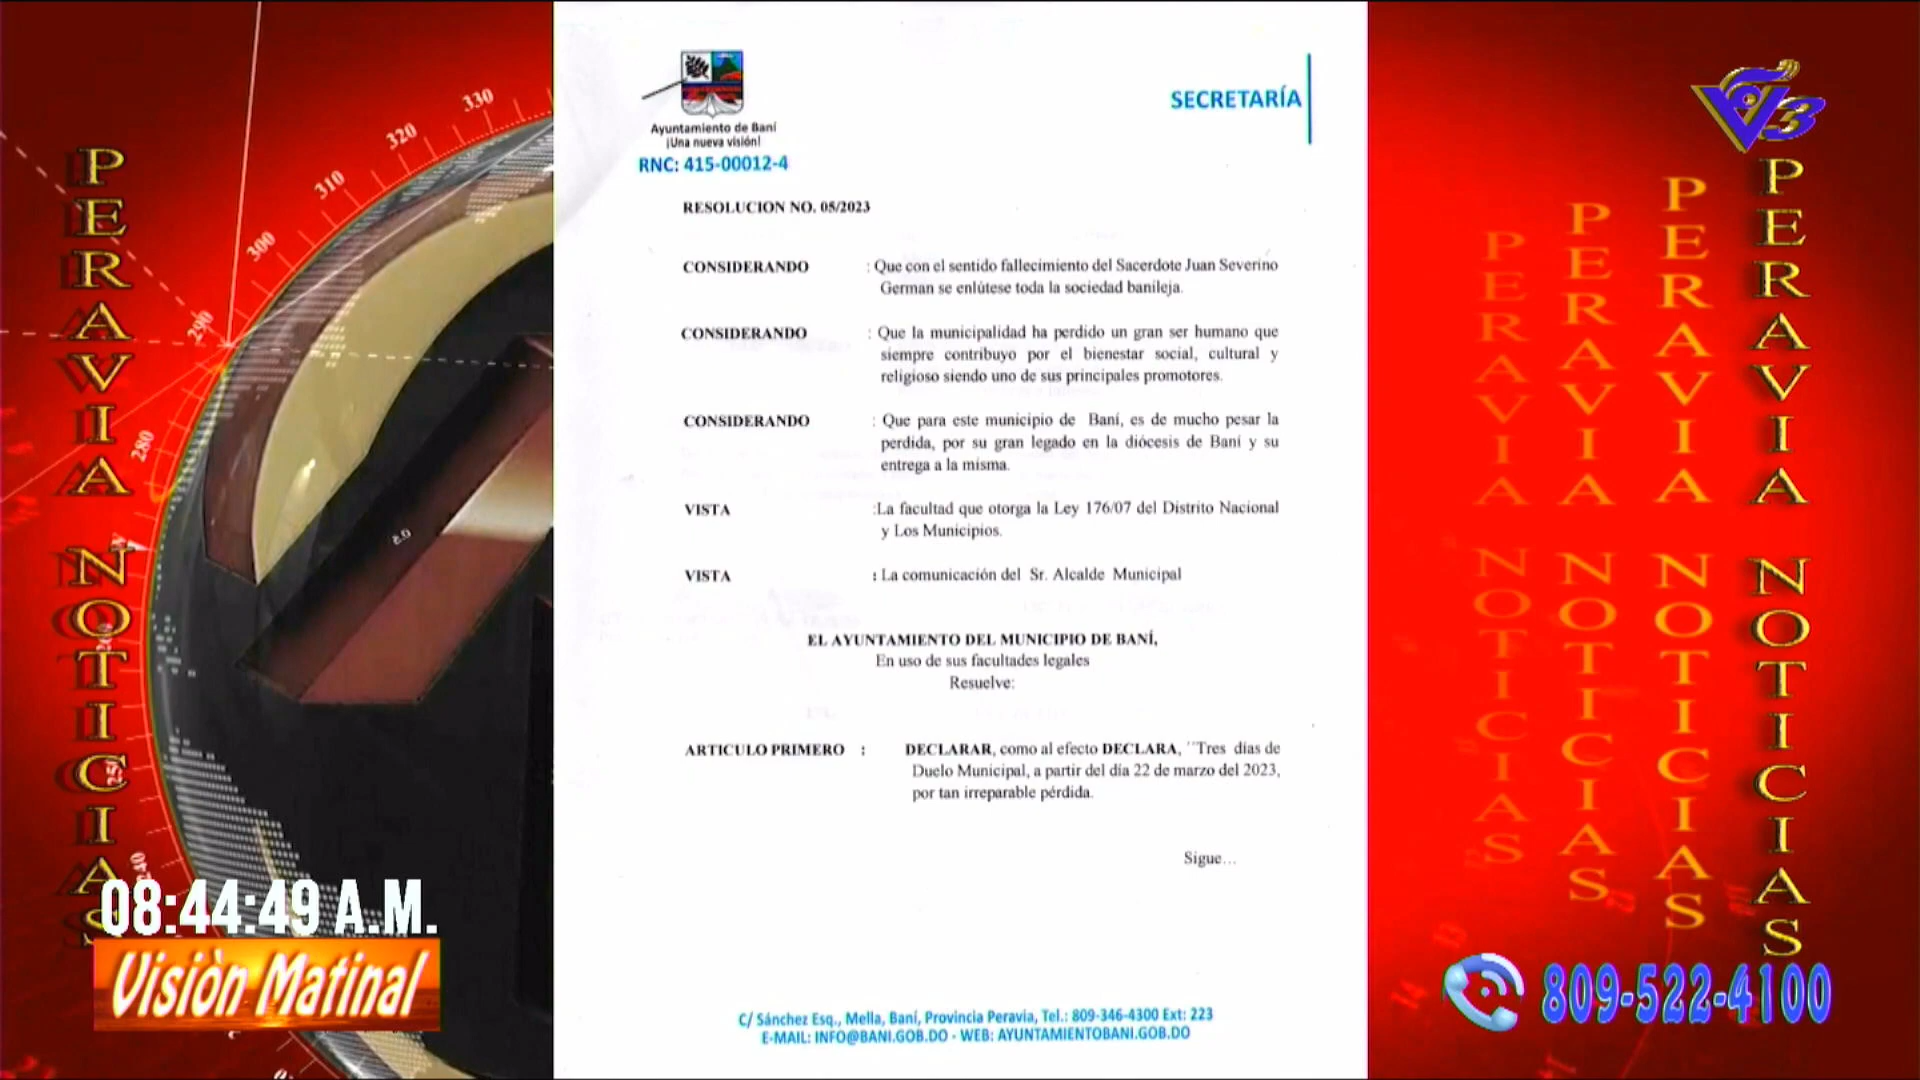 PERAVIA NOTICIAS
330
320
310
300
290
280
240
Ayuntamiento de Baní
¡Una nueva visión!
RNC: 415-00012-4
SECRETARÍA
RESOLUCION NO. 05/2023
CONSIDERANDO : Que con el sentido fallecimiento del Sacerdote Juan Severino
German se enlútese toda la sociedad banileja.
CONSIDERANDO : Que la municipalidad ha perdido un gran ser humano que
siempre contribuyo por el bienestar social, cultural y
religioso siendo uno de sus principales promotores.
CONSIDERANDO : Que para este municipio de Baní, es de mucho pesar la
perdida, por su gran legado en la diócesis de Baní y su
entrega a la misma.
VISTA :La facultad que otorga la Ley 176/07 del Distrito Nacional
y Los Municipios.
VISTA : La comunicación del Sr. Alcalde Municipal
EL AYUNTAMIENTO DEL MUNICIPIO DE BANÍ,
En uso de sus facultades legales
Resuelve:
ARTICULO PRIMERO : DECLARAR, como al efecto DECLARA, ¨Tres días de
Duelo Municipal, a partir del día 22 de marzo del 2023,
por tan irreparable pérdida.
Sigue...
C/ Sánchez Esq., Mella, Baní, Provincia Peravia, Tel.: 809-346-4300 Ext: 223
E-MAIL: INFO@BANI.GOB.DO - WEB: AYUNTAMIENTOBANI.GOB.DO
08:44:49 A.M.
Visiòn Matinal
PERAVIA NOTICIAS
PERAVIA NOTICIAS
PERAVIA NOTICIAS
PERAVIA NOTICIAS
809-522-4100